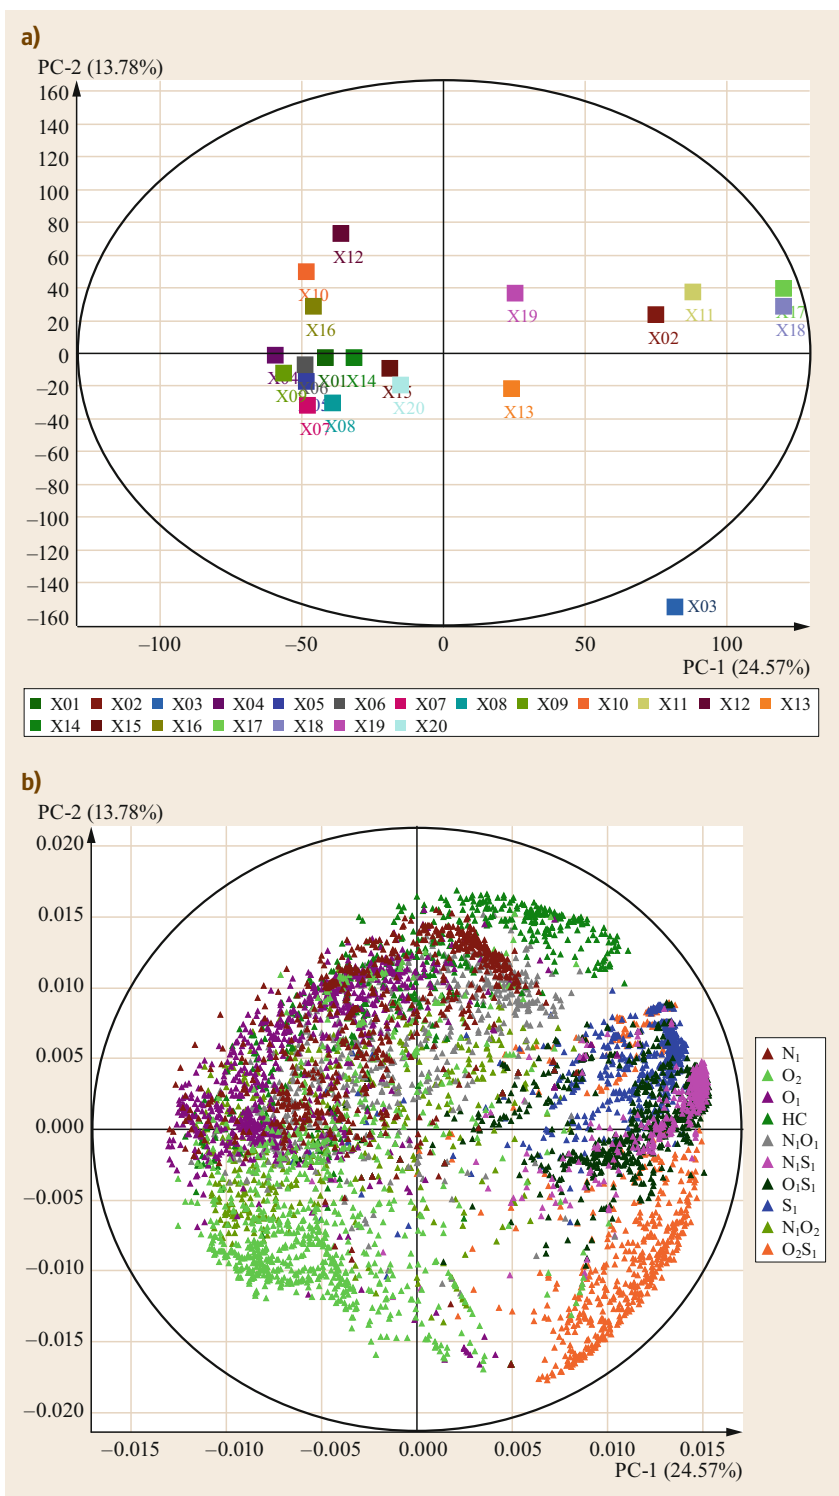 a)
PC-2 (13.78%)
160
140
120
100
80
60
40
20
0
−20
−40
−60
−80
−100
−120
−140
−160
X12
X10
X16
X19
X02
X11
X17
X18
X04
X09
X06
X05
X01
X14
X15
X20
X07
X08
X13
X03
−100
−50
0
50
100
PC-1 (24.57%)
X01 X02 X03 X04 X05 X06 X07 X08 X09 X10 X11 X12 X13
X14 X15 X16 X17 X18 X19 X20
b)
PC-2 (13.78%)
0.020
0.015
0.010
0.005
0.000
−0.005
−0.010
−0.015
−0.020
N₁
O₂
O₁
HC
N₁O₁
N₁S₁
O₁S₁
S₁
N₁O₂
O₂S₁
−0.015
−0.010
−0.005
0.000
0.005
0.010
0.015
PC-1 (24.57%)